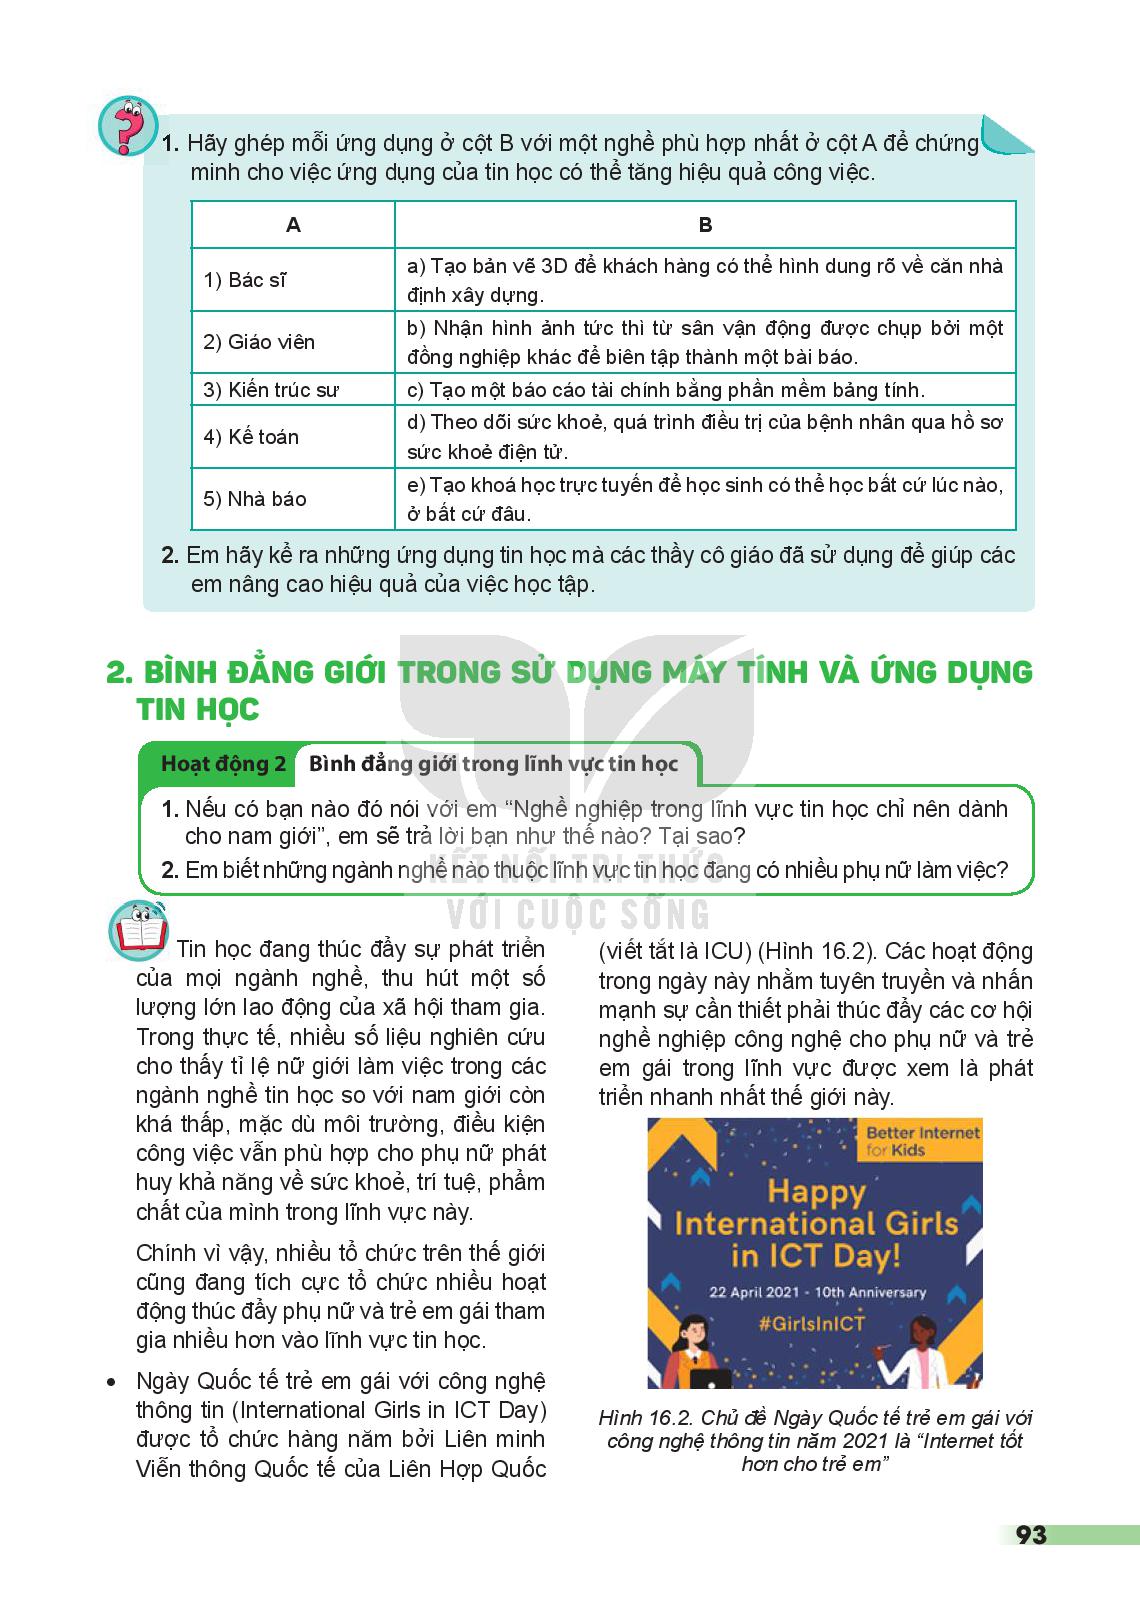 1. Hãy ghép mỗi ứng dụng ở cột B với một nghề phù hợp nhất ở cột A để chứng
minh cho việc ứng dụng của tin học có thể tăng hiệu quả công việc.
A
B
1) Bác sĩ
a) Tạo bản vẽ 3D để khách hàng có thể hình dung rõ về căn nhà
định xây dựng.
2) Giáo viên
b) Nhận hình ảnh tức thì từ sân vận động được chụp bởi một
đồng nghiệp khác để biên tập thành một bài báo.
3) Kiến trúc sư
c) Tạo một báo cáo tài chính bằng phần mềm bảng tính.
4) Kế toán
d) Theo dõi sức khoẻ, quá trình điều trị của bệnh nhân qua hồ sơ
sức khoẻ điện tử.
5) Nhà báo
e) Tạo khoá học trực tuyến để học sinh có thể học bất cứ lúc nào,
ở bất cứ đâu.
2. Em hãy kể ra những ứng dụng tin học mà các thầy cô giáo đã sử dụng để giúp các
em nâng cao hiệu quả của việc học tập.
2. BÌNH ĐẲNG GIỚI TRONG SỬ DỤNG MÁY TÍNH VÀ ỨNG DỤNG
TIN HỌC
Hoạt động 2 Bình đẳng giới trong lĩnh vực tin học
1. Nếu có bạn nào đó nói với em “Nghề nghiệp trong lĩnh vực tin học chỉ nên dành
cho nam giới”, em sẽ trả lời bạn như thế nào? Tại sao?
2. Em biết những ngành nghề nào thuộc lĩnh vực tin học đang có nhiều phụ nữ làm việc?
KẾT NỐI TRI THỨC
VỚI CUỘC SỐNG
Tin học đang thúc đẩy sự phát triển
của mọi ngành nghề, thu hút một số
lượng lớn lao động của xã hội tham gia.
Trong thực tế, nhiều số liệu nghiên cứu
cho thấy tỉ lệ nữ giới làm việc trong các
ngành nghề tin học so với nam giới còn
khá thấp, mặc dù môi trường, điều kiện
công việc vẫn phù hợp cho phụ nữ phát
huy khả năng về sức khoẻ, trí tuệ, phẩm
chất của mình trong lĩnh vực này.
Chính vì vậy, nhiều tổ chức trên thế giới
cũng đang tích cực tổ chức nhiều hoạt
động thúc đẩy phụ nữ và trẻ em gái tham
gia nhiều hơn vào lĩnh vực tin học.
• Ngày Quốc tế trẻ em gái với công nghệ
thông tin (International Girls in ICT Day)
được tổ chức hàng năm bởi Liên minh
Viễn thông Quốc tế của Liên Hợp Quốc
(viết tắt là ICU) (Hình 16.2). Các hoạt động
trong ngày này nhằm tuyên truyền và nhấn
mạnh sự cần thiết phải thúc đẩy các cơ hội
nghề nghiệp công nghệ cho phụ nữ và trẻ
em gái trong lĩnh vực được xem là phát
triển nhanh nhất thế giới này.
Better Internet
for Kids
Happy
International Girls
in ICT Day!
22 April 2021 - 10th Anniversary
#GirlsInICT
Hình 16.2. Chủ đề Ngày Quốc tế trẻ em gái với
công nghệ thông tin năm 2021 là “Internet tốt
hơn cho trẻ em”
93